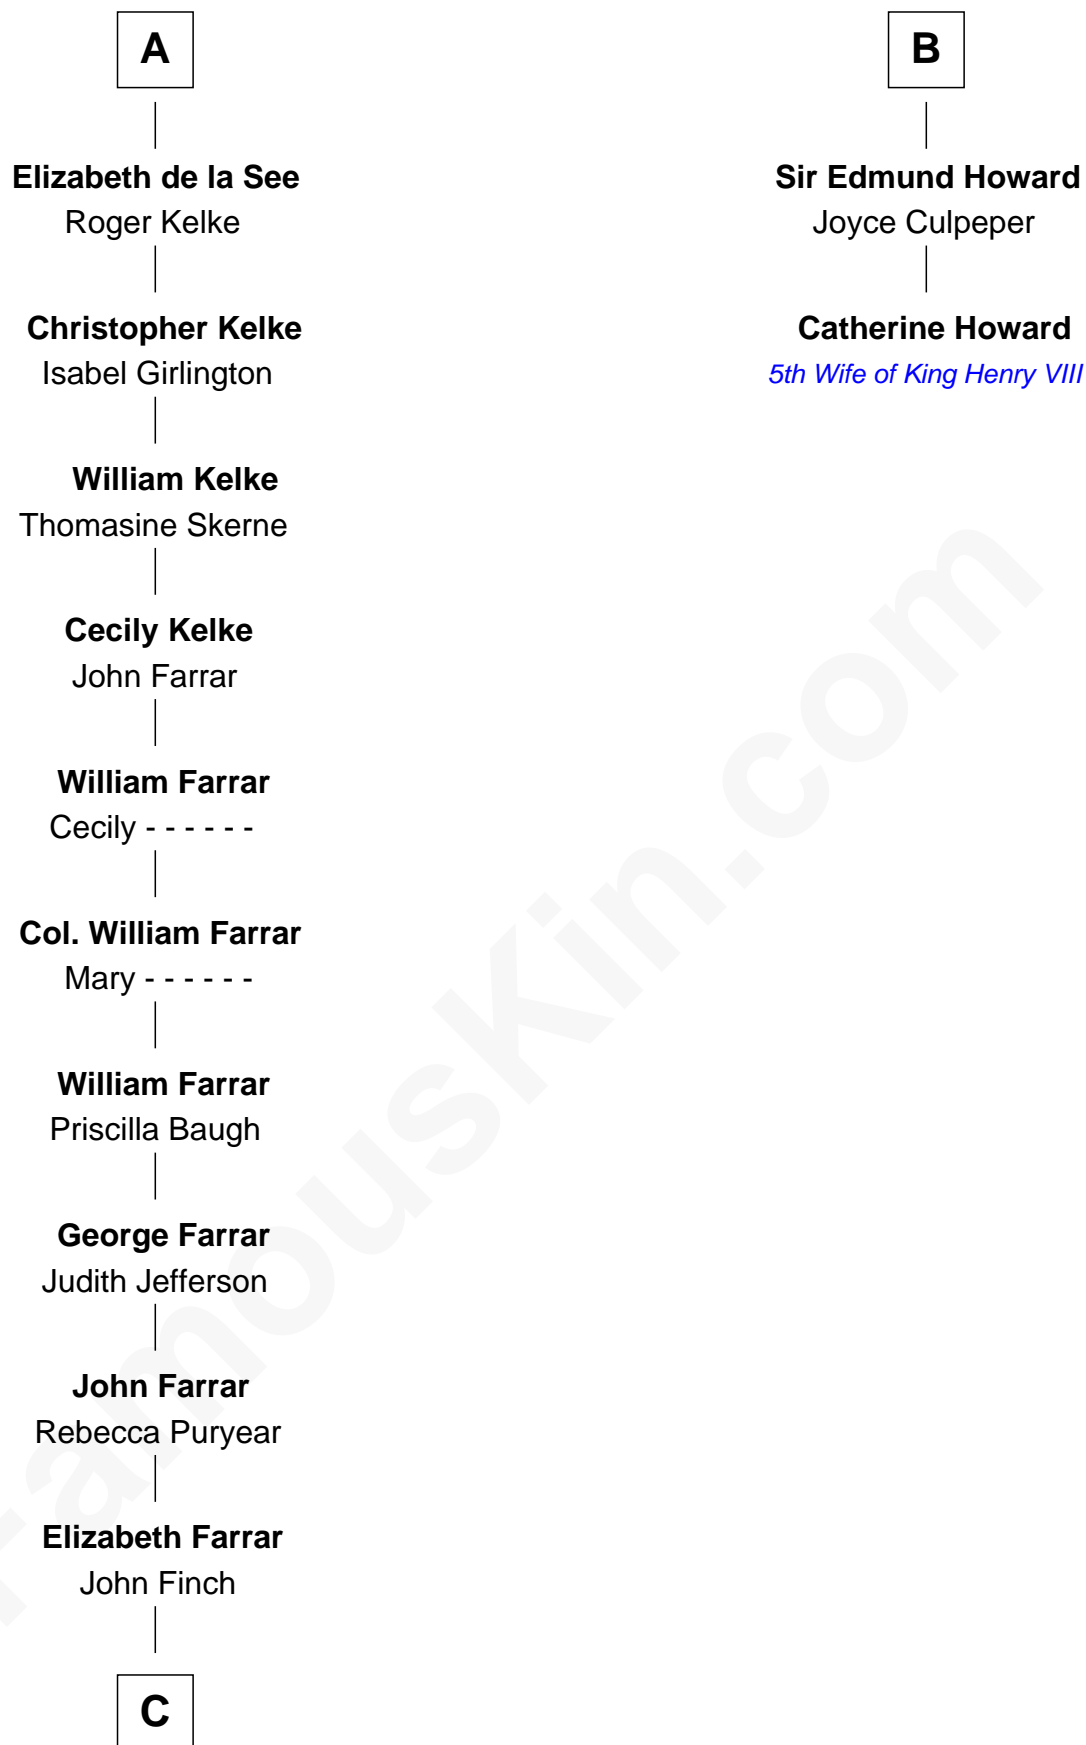 A
Elizabeth de la See
Roger Kelke
Christopher Kelke
Isabel Girlington
William Kelke
Thomasine Skerne
Cecily Kelke
John Farrar
William Farrar
Cecily - - - - - -
Col. William Farrar
Mary - - - - - -
William Farrar
Priscilla Baugh
George Farrar
Judith Jefferson
John Farrar
Rebecca Puryear
Elizabeth Farrar
John Finch
C
B
Sir Edmund Howard
Joyce Culpeper
Catherine Howard
5th Wife of King Henry VIII
FamousKin.com